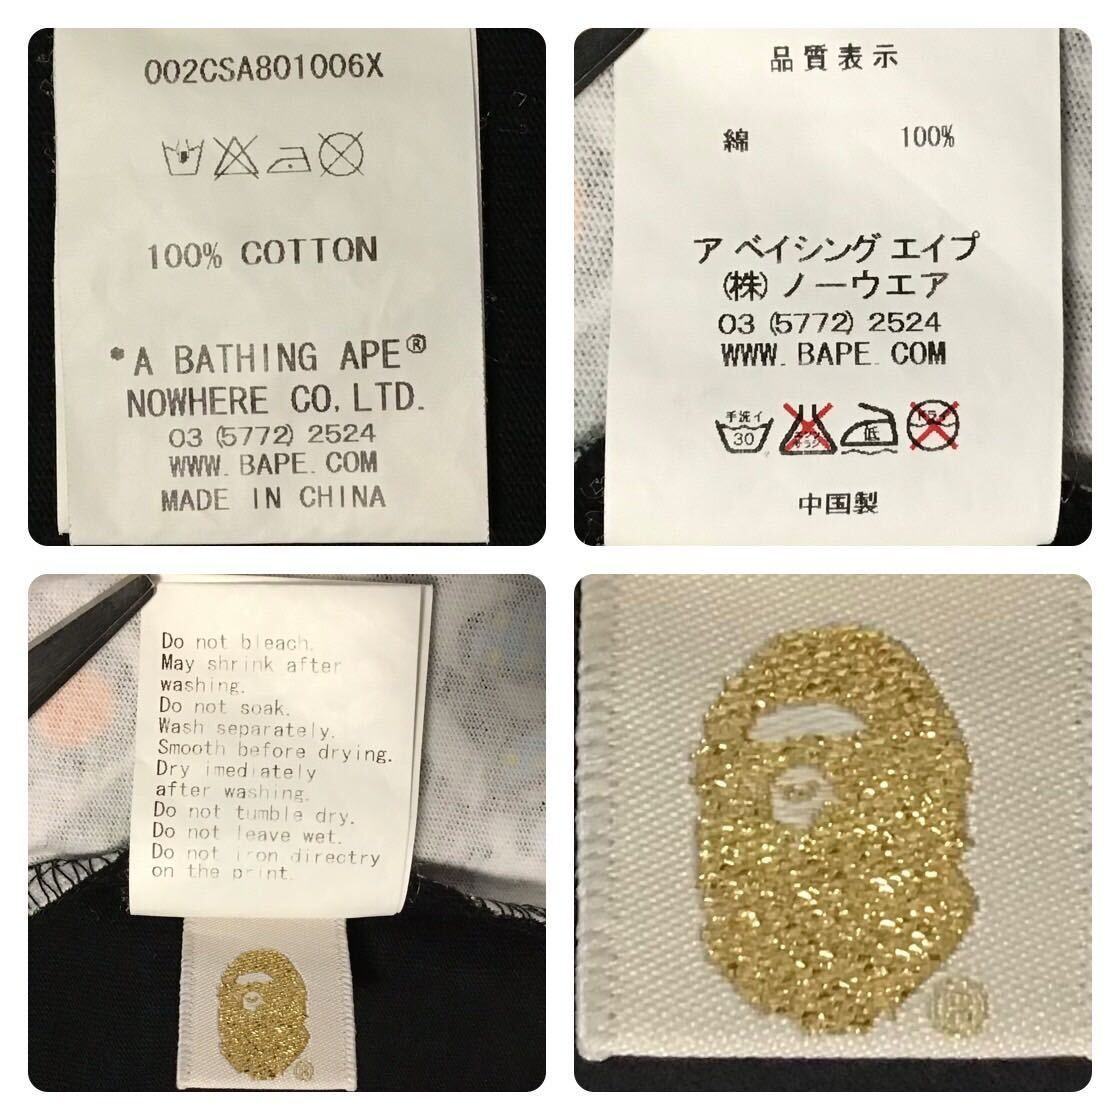 002CSA801006X
100% COTTON
*A BATHING APE®
NOWHERE CO, LTD.
03 (5772) 2524
WWW. BAPE. COM
MADE IN CHINA
品質表示
綿 100%
ア ベイシング エイプ
(株) ノーウエア
03 (5772) 2524
WWW. BAPE. COM
手洗イ
30
低
ドライ
中国製
Do not bleach.
May shrink after
washing.
Do not soak.
Wash separately.
Smooth before drying.
Dry imediately
after washing.
Do not tumble dry.
Do not leave wet.
Do not iron directry
on the print.
®
®